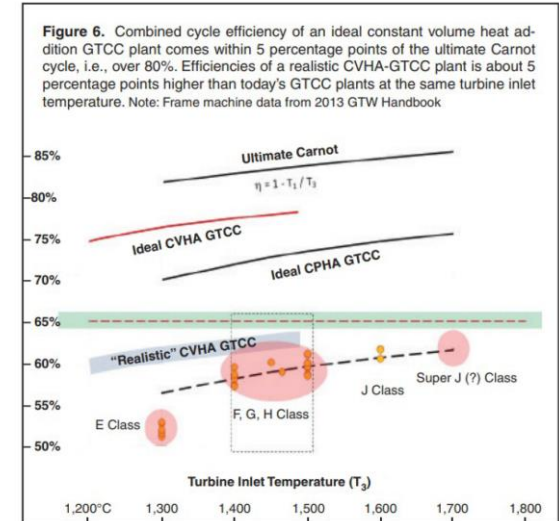 Figure 6. Combined cycle efficiency of an ideal constant volume heat ad-
dition GTCC plant comes within 5 percentage points of the ultimate Carnot
cycle, i.e., over 80%. Efficiencies of a realistic CVHA-GTCC plant is about 5
percentage points higher than today's GTCC plants at the same turbine inlet
temperature. Note: Frame machine data from 2013 GTW Handbook
85%
Ultimate Carnot
η = 1 - T₁ / T₃
80%
Ideal CVHA GTCC
75%
Ideal CPHA GTCC
70%
65%
"Realistic" CVHA GTCC
60%
Super J (?) Class
J Class
55%
F, G, H Class
E Class
50%
Turbine Inlet Temperature (T₃)
1,200°C 1,300 1,400 1,500 1,600 1,700 1,800